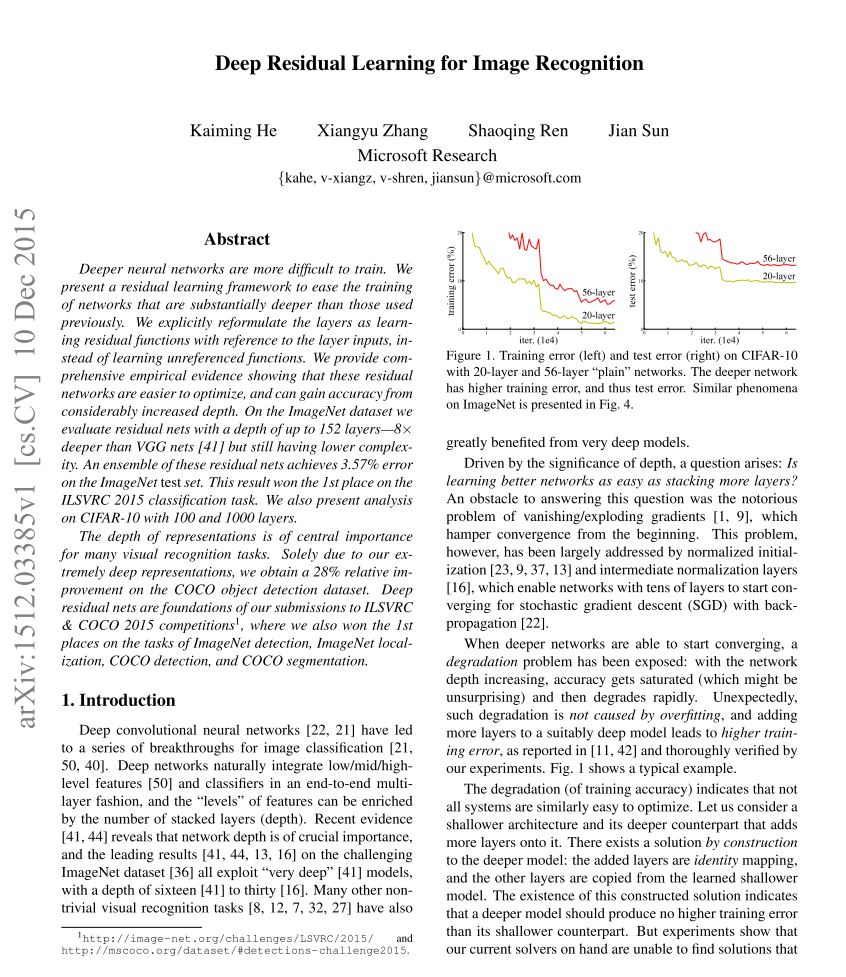 Deep Residual Learning for Image Recognition
Kaiming He Xiangyu Zhang Shaoqing Ren Jian Sun
Microsoft Research
{kahe, v-xiangz, v-shren, jiansun}@microsoft.com
arXiv:1512.03385v1 [cs.CV] 10 Dec 2015
Abstract
Deeper neural networks are more difficult to train. We
present a residual learning framework to ease the training
of networks that are substantially deeper than those used
previously. We explicitly reformulate the layers as learn-
ing residual functions with reference to the layer inputs, in-
stead of learning unreferenced functions. We provide com-
prehensive empirical evidence showing that these residual
networks are easier to optimize, and can gain accuracy from
considerably increased depth. On the ImageNet dataset we
evaluate residual nets with a depth of up to 152 layers—8×
deeper than VGG nets [41] but still having lower complex-
ity. An ensemble of these residual nets achieves 3.57% error
on the ImageNet test set. This result won the 1st place on the
ILSVRC 2015 classification task. We also present analysis
on CIFAR-10 with 100 and 1000 layers.
The depth of representations is of central importance
for many visual recognition tasks. Solely due to our ex-
tremely deep representations, we obtain a 28% relative im-
provement on the COCO object detection dataset. Deep
residual nets are foundations of our submissions to ILSVRC
& COCO 2015 competitions1, where we also won the 1st
places on the tasks of ImageNet detection, ImageNet local-
ization, COCO detection, and COCO segmentation.
1. Introduction
Deep convolutional neural networks [22, 21] have led
to a series of breakthroughs for image classification [21,
50, 40]. Deep networks naturally integrate low/mid/high-
level features [50] and classifiers in an end-to-end multi-
layer fashion, and the “levels” of features can be enriched
by the number of stacked layers (depth). Recent evidence
[41, 44] reveals that network depth is of crucial importance,
and the leading results [41, 44, 13, 16] on the challenging
ImageNet dataset [36] all exploit “very deep” [41] models,
with a depth of sixteen [41] to thirty [16]. Many other non-
trivial visual recognition tasks [8, 12, 7, 32, 27] have also
1http://image-net.org/challenges/LSVRC/2015/ and
http://mscoco.org/dataset/#detections-challenge2015.
20
10
0
training error (%)
56-layer
20-layer
0 1 2 3 4 5 6
iter. (1e4)
20
10
0
test error (%)
56-layer
20-layer
0 1 2 3 4 5 6
iter. (1e4)
Figure 1. Training error (left) and test error (right) on CIFAR-10
with 20-layer and 56-layer “plain” networks. The deeper network
has higher training error, and thus test error. Similar phenomena
on ImageNet is presented in Fig. 4.
greatly benefited from very deep models.
Driven by the significance of depth, a question arises: Is
learning better networks as easy as stacking more layers?
An obstacle to answering this question was the notorious
problem of vanishing/exploding gradients [1, 9], which
hamper convergence from the beginning. This problem,
however, has been largely addressed by normalized initial-
ization [23, 9, 37, 13] and intermediate normalization layers
[16], which enable networks with tens of layers to start con-
verging for stochastic gradient descent (SGD) with back-
propagation [22].
When deeper networks are able to start converging, a
degradation problem has been exposed: with the network
depth increasing, accuracy gets saturated (which might be
unsurprising) and then degrades rapidly. Unexpectedly,
such degradation is not caused by overfitting, and adding
more layers to a suitably deep model leads to higher train-
ing error, as reported in [11, 42] and thoroughly verified by
our experiments. Fig. 1 shows a typical example.
The degradation (of training accuracy) indicates that not
all systems are similarly easy to optimize. Let us consider a
shallower architecture and its deeper counterpart that adds
more layers onto it. There exists a solution by construction
to the deeper model: the added layers are identity mapping,
and the other layers are copied from the learned shallower
model. The existence of this constructed solution indicates
that a deeper model should produce no higher training error
than its shallower counterpart. But experiments show that
our current solvers on hand are unable to find solutions that